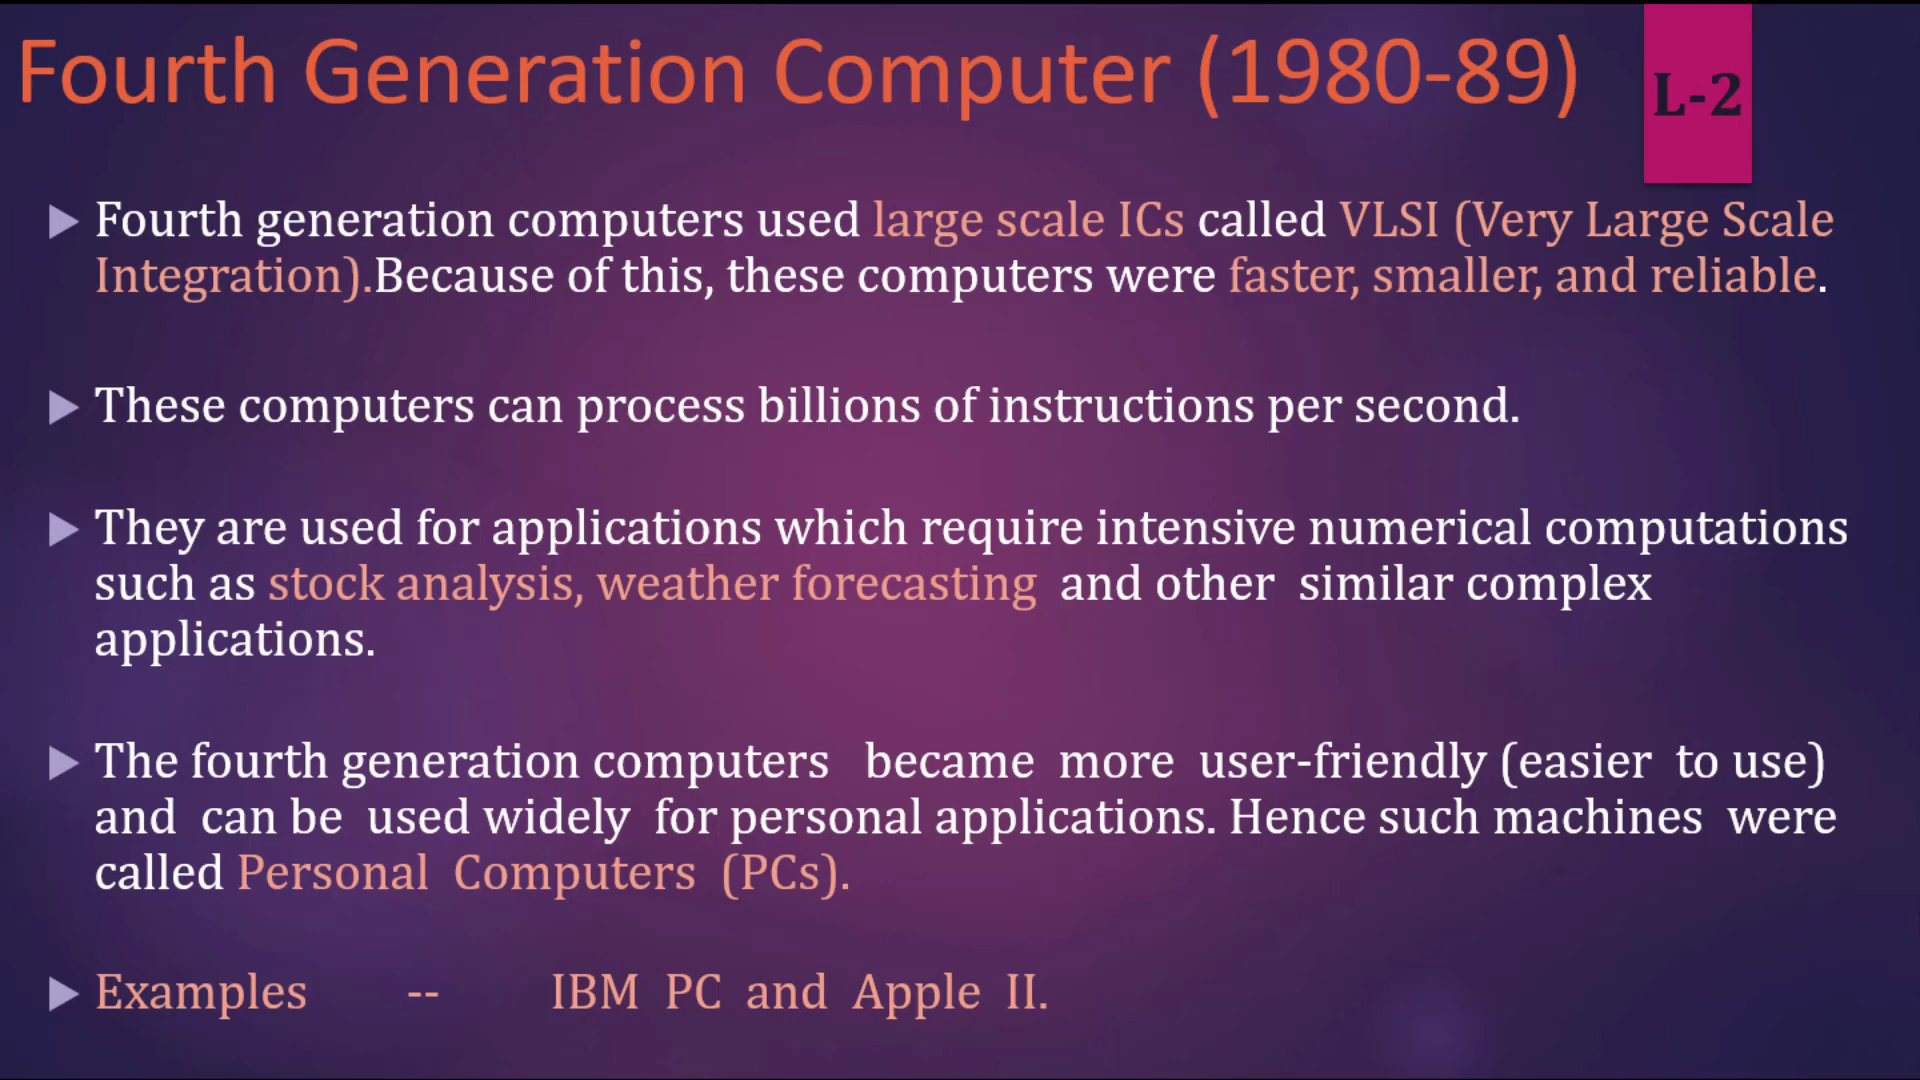 Fourth Generation Computer (1980-89)
L-2
Fourth generation computers used large scale ICs called VLSI (Very Large Scale
Integration).Because of this, these computers were faster, smaller, and reliable.
These computers can process billions of instructions per second.
They are used for applications which require intensive numerical computations
such as stock analysis, weather forecasting and other similar complex
applications.
The fourth generation computers became more user-friendly (easier to use)
and can be used widely for personal applications. Hence such machines were
called Personal Computers (PCs).
Examples -- IBM PC and Apple II.